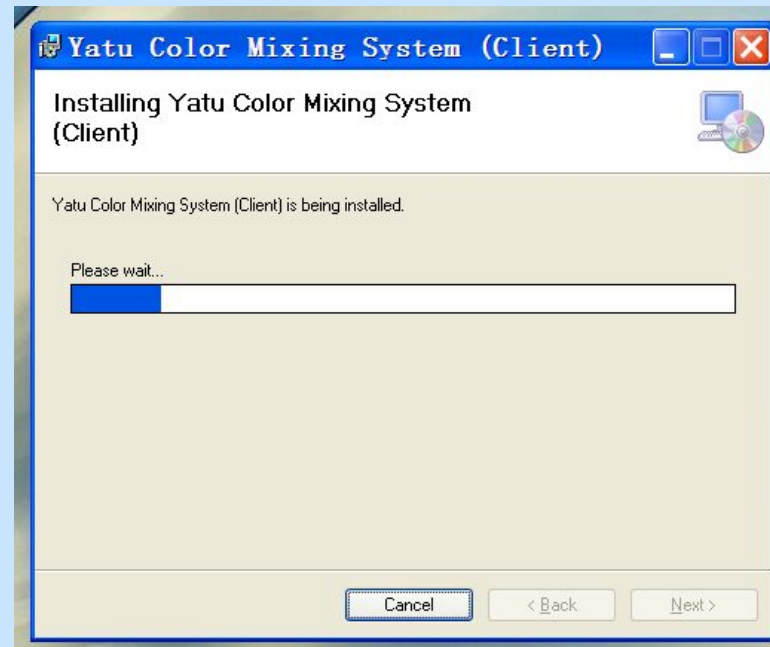 Yatu Color Mixing System (Client)
Installing Yatu Color Mixing System
(Client)
Yatu Color Mixing System (Client) is being installed.
Please wait...
Cancel
< Back
Next >